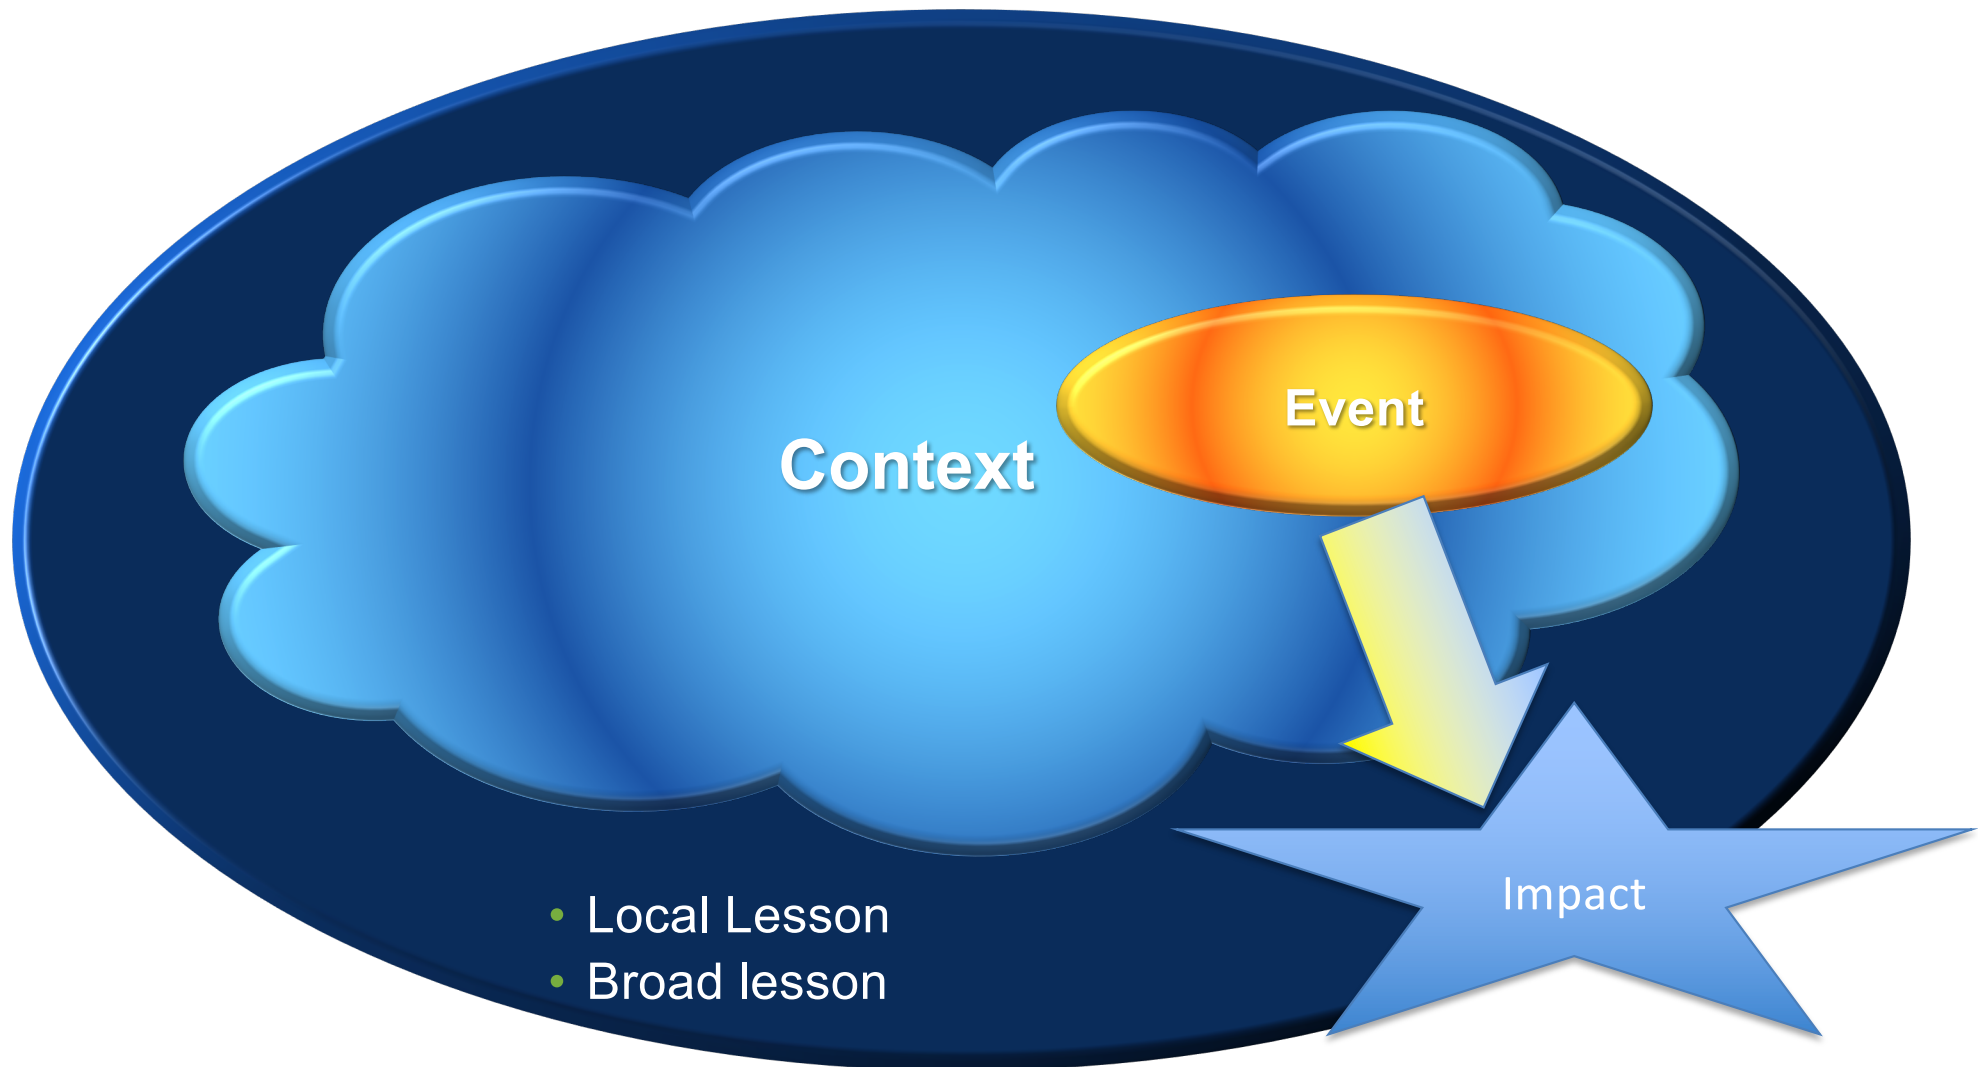 Event
Context
Impact
• Local Lesson
• Broad lesson